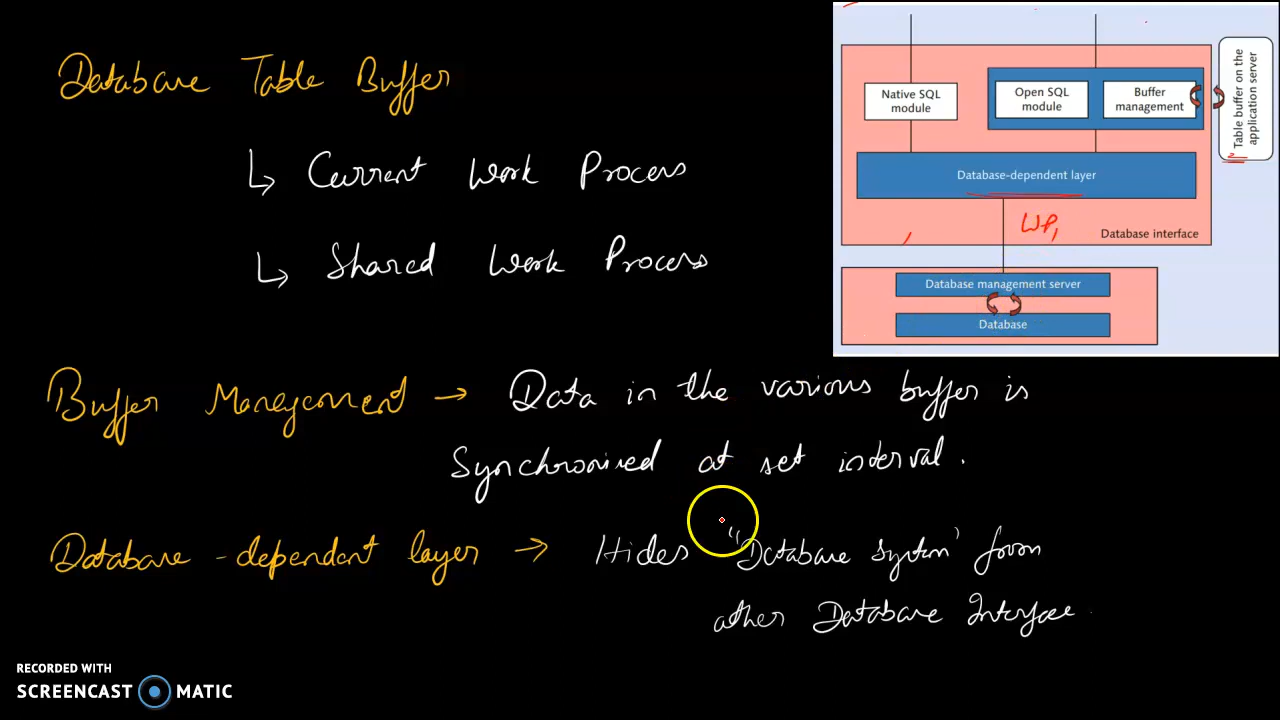 Database Table Buffer
↳ Current Work Process
↳ Shared Work Process
Buffer Management → Data in the various buffer is
Synchronised at set interval.
Database-dependent layer → Hides "Database System" from
other Database Interface.
Native SQL
module
Open SQL
module
Buffer
management
Table buffer on the
application server
Database-dependent layer
WP1
Database interface
Database management server
Database
RECORDED WITH
SCREENCAST MATIC